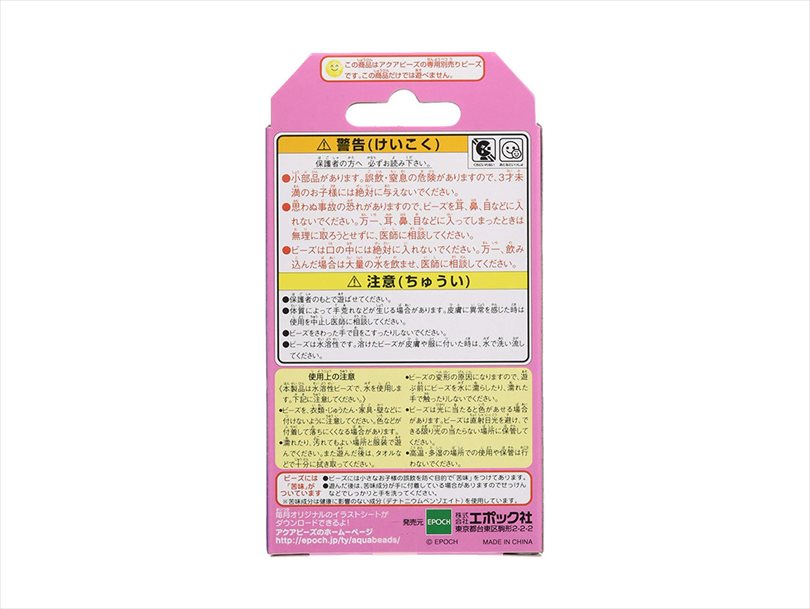 この商品はアクアビーズの専用別売りビーズ
です。この商品だけでは遊べません。
⚠警告(けいこく)
保護者の方へ 必ずお読み下さい。
●小部品があります。誤飲・窒息の危険がありますので、3才未
満のお子様には絶対に与えないでください。
●思わぬ事故の恐れがありますので、ビーズを耳、鼻、目などに入
れないでください。万一、耳、鼻、目などに入ってしまったときは
無理に取ろうとせずに、医師に相談してください。
●ビーズは口の中には絶対に入れないでください。万一、飲み
込んだ場合は大量の水を飲ませ、医師に相談してください。
⚠注意(ちゅうい)
●保護者のもとで遊ばせてください。
●体質によって手荒れなどが生じる場合があります。皮膚に異常を感じた時は
使用を中止し医師に相談してください。
●ビーズをさわった手で目をこすったりしないでください。
●ビーズは水溶性です。溶けたビーズが皮膚や服に付いた時は、水で洗い流し
てください。
使用上の注意
《本製品は水溶性ビーズで、水を使用しま
す。下記に注意してください。》
●ビーズを、衣類・じゅうたん・家具・壁などに
付けないように注意してください。色などが
付着して落ちにくくなる場合があります。
●濡れたり、汚れてもよい場所と服装で遊
んでください。また遊んだ後は、タオルな
どで十分に拭き取ってください。
●ビーズの変形の原因になりますので、遊
ぶ前にビーズを水に濡らしたり、濡れた
手で触ったりしないでください。
●ビーズは光に当たると色があせる場合
があります。ビーズは直射日光を避け、で
きる限り光の当たらない場所に保管して
ください。
●高温・多湿の場所での使用や保管は行
わないでください。
ビーズには
「苦味」が
ついています
●ビーズには小さなお子様の誤飲を防ぐ目的で「苦味」をつけてあります。
●遊んだ後は、苦味成分が手に付着している場合がありますのでせっけん
などでしっかりと手を洗ってください。
※苦味成分は健康に影響のない成分(デナトニウムベンゾエイト)を使用しています。
毎月オリジナルのイラストシートが
ダウンロードできるよ!
アクアビーズのホームページ
http://epoch.jp/ty/aquabeads/
発売元
EPOCH
株式会社エポック社
東京都台東区駒形2-2-2
© EPOCH
MADE IN CHINA